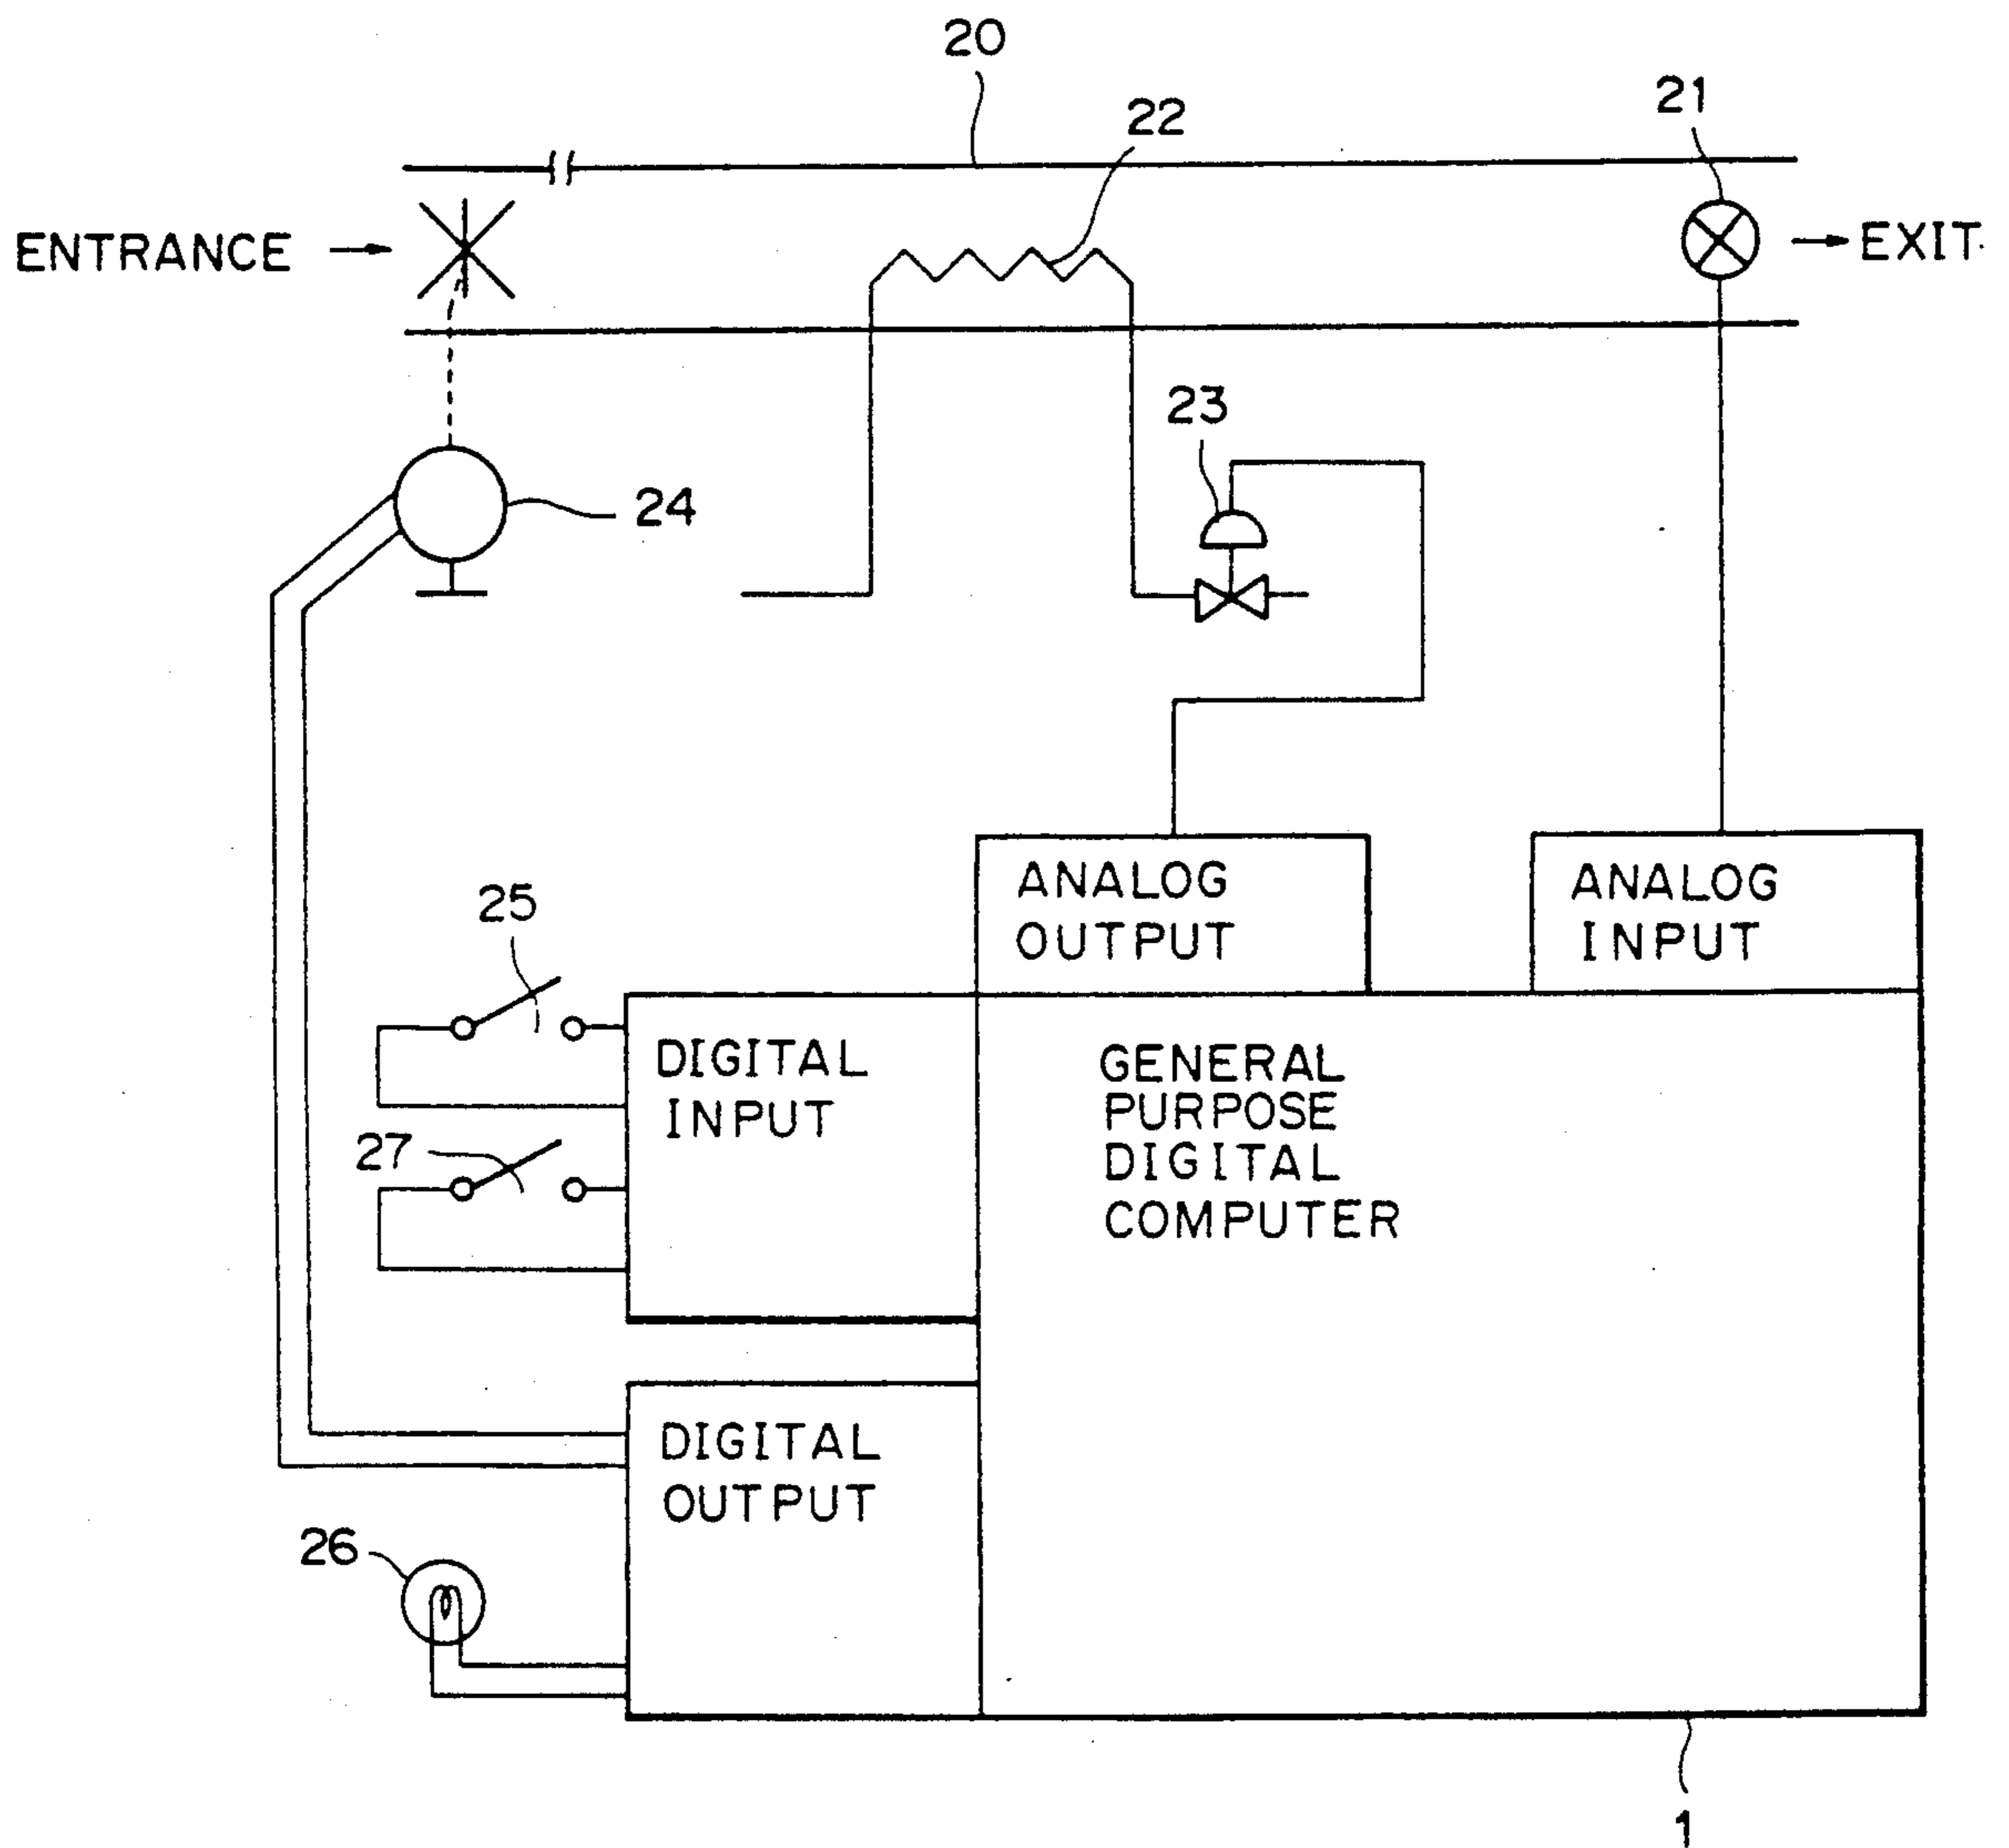 20
22
21
ENTRANCE
EXIT
23
24
25
ANALOG
OUTPUT
ANALOG
INPUT
DIGITAL
INPUT
GENERAL
PURPOSE
DIGITAL
COMPUTER
27
DIGITAL
OUTPUT
26
1